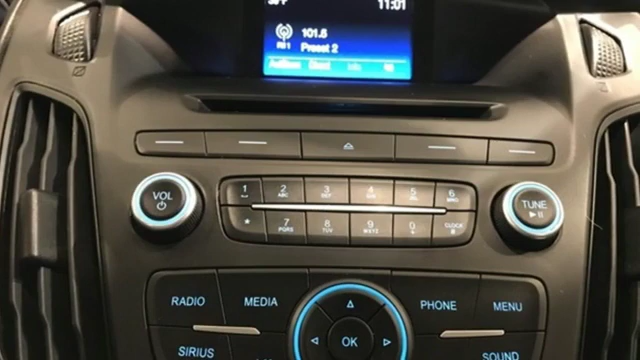 11:01
101.5
RS1 Preset 2
VOL TUNE
1 2 3 4 5 6
ABC DEF GHI JKL MNO
* 7 8 9 0 CLOCK
PQRS TUV WXYZ
RADIO MEDIA PHONE MENU
OK
SIRIUS SOUND